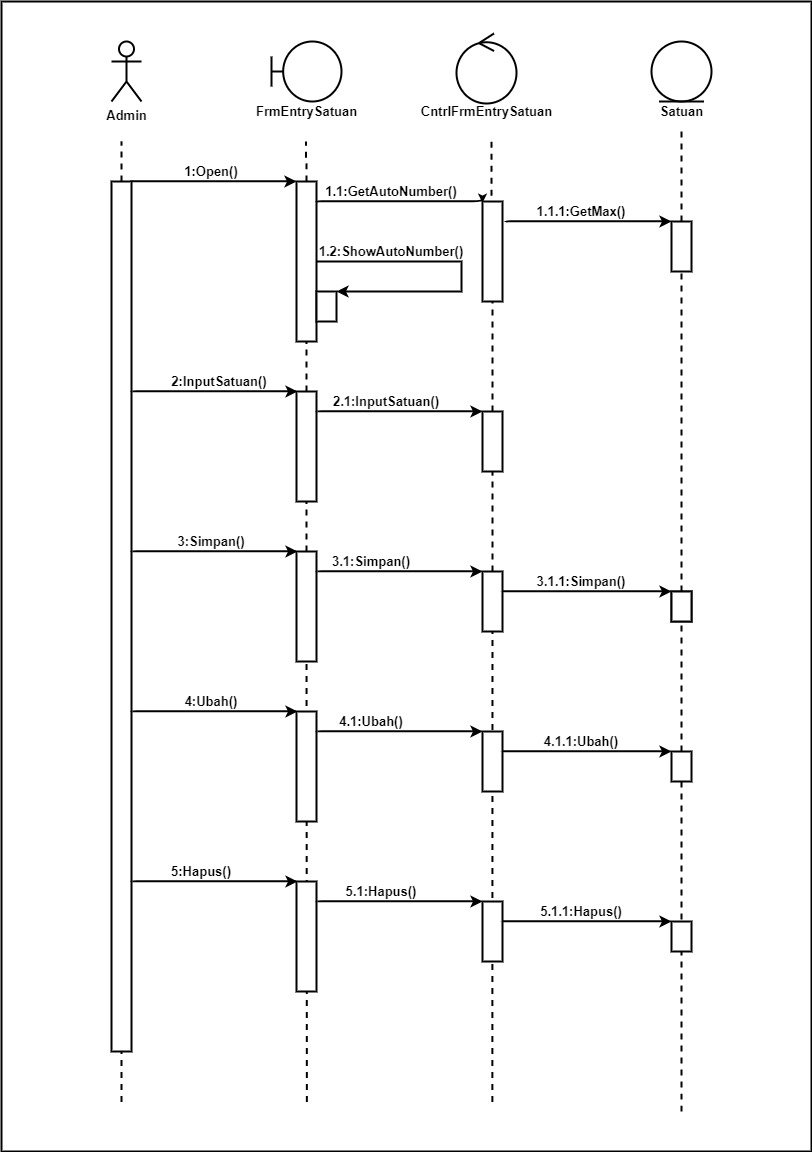 Admin
FrmEntrySatuan
CntrlFrmEntrySatuan
Satuan
1:Open()
1.1:GetAutoNumber()
1.1.1:GetMax()
1.2:ShowAutoNumber()
2:InputSatuan()
2.1:InputSatuan()
3:Simpan()
3.1:Simpan()
3.1.1:Simpan()
4:Ubah()
4.1:Ubah()
4.1.1:Ubah()
5:Hapus()
5.1:Hapus()
5.1.1:Hapus()